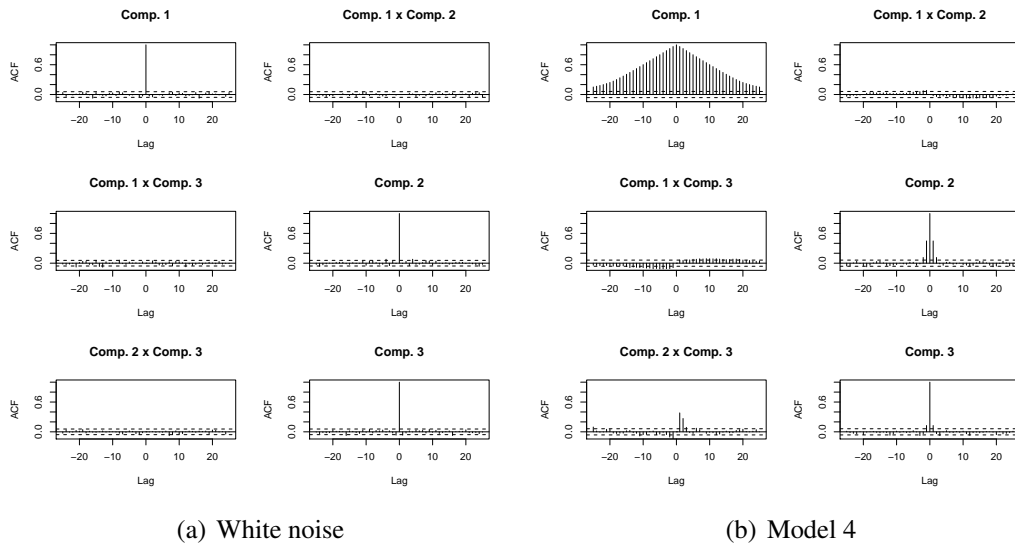 Comp. 1
ACF
0.0 0.6
−20 −10 0 10 20
Lag
Comp. 1 x Comp. 2
ACF
0.0 0.6
−20 −10 0 10 20
Lag
Comp. 1 x Comp. 3
ACF
0.0 0.6
−20 −10 0 10 20
Lag
Comp. 2
ACF
0.0 0.6
−20 −10 0 10 20
Lag
Comp. 2 x Comp. 3
ACF
0.0 0.6
−20 −10 0 10 20
Lag
Comp. 3
ACF
0.0 0.6
−20 −10 0 10 20
Lag
(a) White noise
Comp. 1
ACF
0.0 0.6
−20 −10 0 10 20
Lag
Comp. 1 x Comp. 2
ACF
0.0 0.6
−20 −10 0 10 20
Lag
Comp. 1 x Comp. 3
ACF
0.0 0.6
−20 −10 0 10 20
Lag
Comp. 2
ACF
0.0 0.6
−20 −10 0 10 20
Lag
Comp. 2 x Comp. 3
ACF
0.0 0.6
−20 −10 0 10 20
Lag
Comp. 3
ACF
0.0 0.6
−20 −10 0 10 20
Lag
(b) Model 4